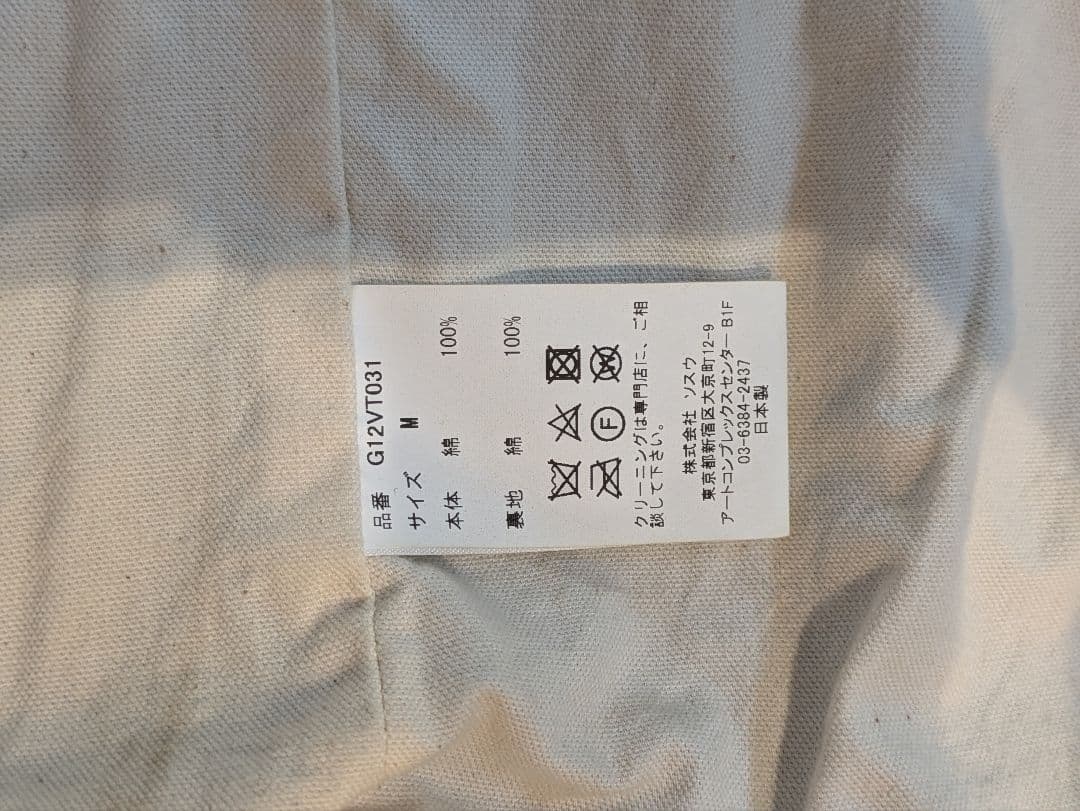 品番 G12VT031
サイズ M
本体 綿 100%
裏地 綿 100%
F W
クリーニングは専門店に、ご相
談して下さい。
株式会社 ソスウ
東京都新宿区大京町12-9
アートコンプレックスセンター B1F
03-6384-2437
日本製